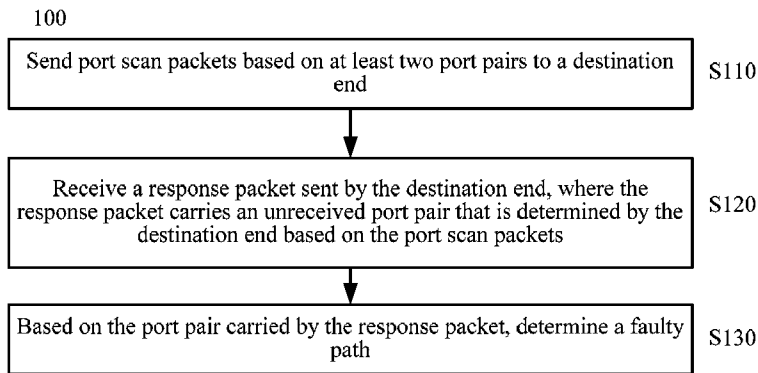 100
Send port scan packets based on at least two port pairs to a destination
end
S110
Receive a response packet sent by the destination end, where the
response packet carries an unreceived port pair that is determined by the
destination end based on the port scan packets
S120
Based on the port pair carried by the response packet, determine a faulty
path
S130